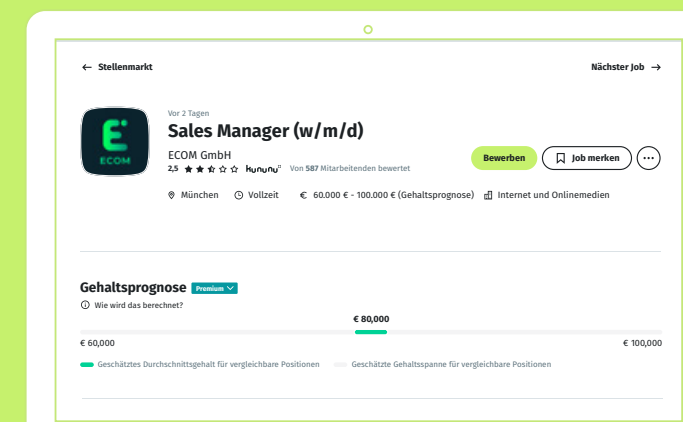 ← Stellenmarkt
Nächster Job →
Vor 2 Tagen
Sales Manager (w/m/d)
E
ECOM
ECOM GmbH
2,5 kununu Von 587 Mitarbeitenden bewertet
Bewerben
Job merken
München Vollzeit € 60.000 € - 100.000 € (Gehaltsprognose) Internet und Onlinemedien
Gehaltsprognose Premium
Wie wird das berechnet?
€ 80,000
€ 60,000
€ 100,000
Geschätztes Durchschnittsgehalt für vergleichbare Positionen
Geschätzte Gehaltsspanne für vergleichbare Positionen